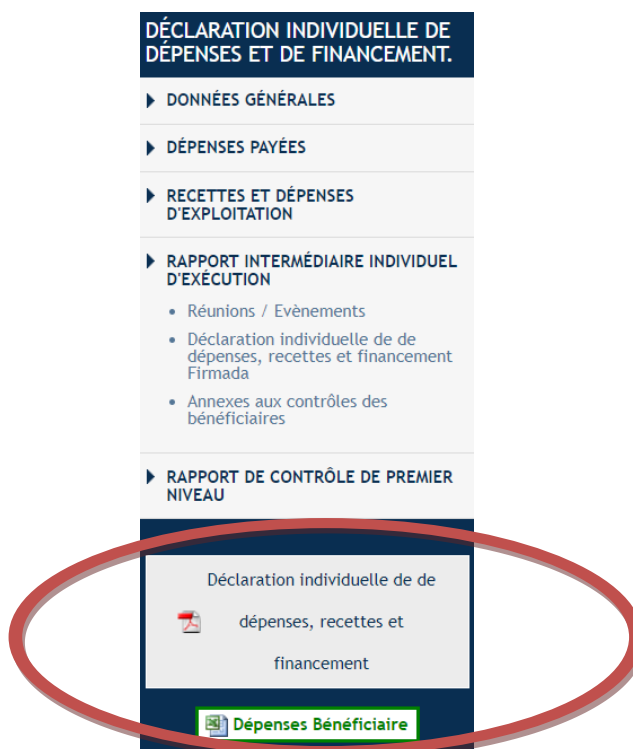 DÉCLARATION INDIVIDUELLE DE
DÉPENSES ET DE FINANCEMENT.
DONNÉES GÉNÉRALES
DÉPENSES PAYÉES
RECETTES ET DÉPENSES
D'EXPLOITATION
RAPPORT INTERMÉDIAIRE INDIVIDUEL
D'EXÉCUTION
Réunions / Evènements
Déclaration individuelle de de
dépenses, recettes et financement
Firmada
Annexes aux contrôles des
bénéficiaires
RAPPORT DE CONTRÔLE DE PREMIER
NIVEAU
Déclaration individuelle de de
dépenses, recettes et
financement
Dépenses Bénéficiaire